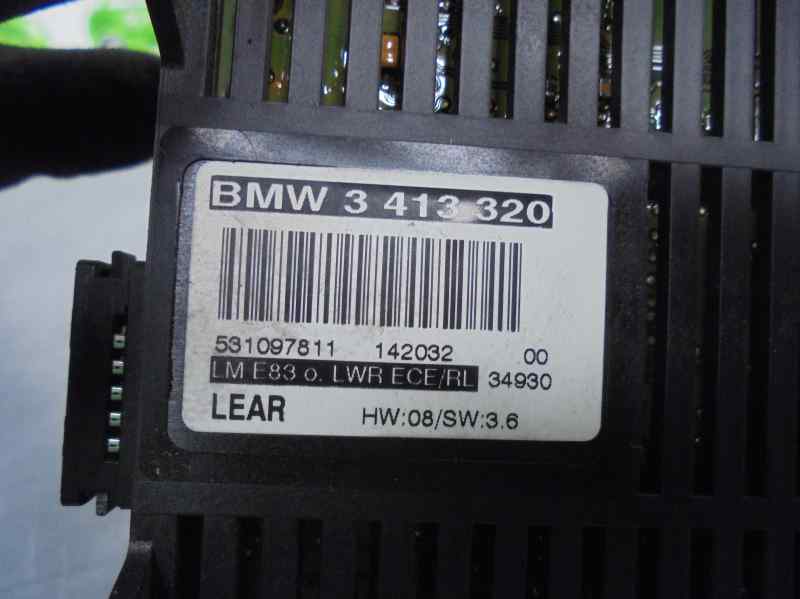 BMW 3 413 320
531097811 142032 00
LM E83 o. LWR ECE/RL 34930
LEAR HW:08/SW:3.6